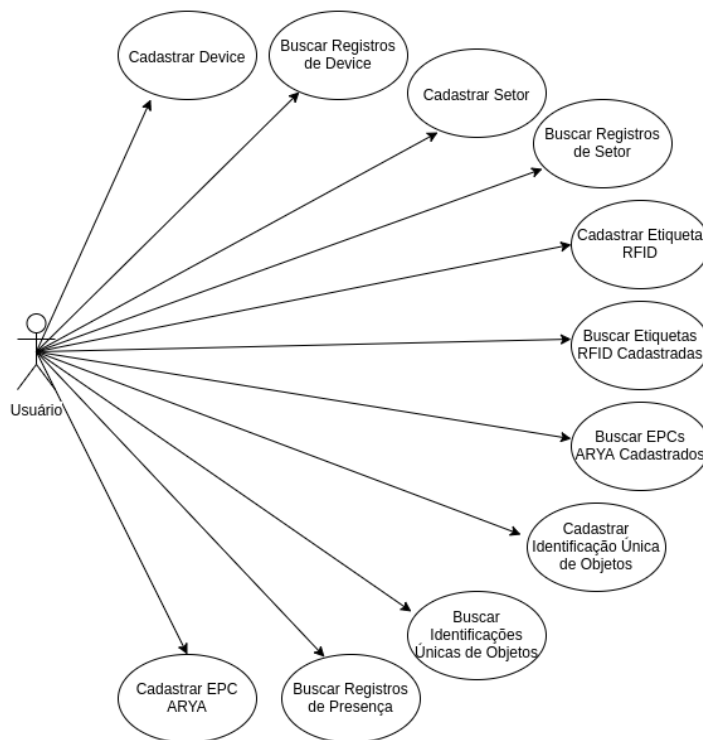 Cadastrar Device
Buscar Registros
de Device
Cadastrar Setor
Buscar Registros
de Setor
Cadastrar Etiqueta
RFID
Buscar Etiquetas
RFID Cadastradas
Usuário
Buscar EPCs
ARYA Cadastrados
Cadastrar
Identificação Única
de Objetos
Buscar
Identificações
Únicas de Objetos
Buscar Registros
de Presença
Cadastrar EPC
ARYA